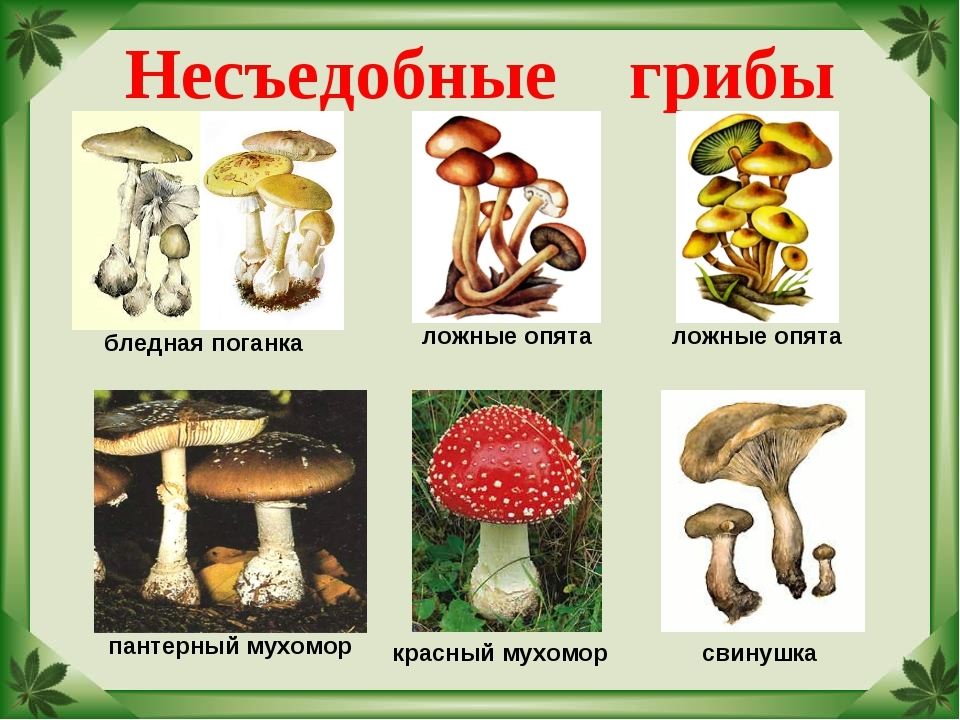 Несъедобные грибы
бледная поганка
ложные опята
ложные опята
пантерный мухомор
красный мухомор
свинушка